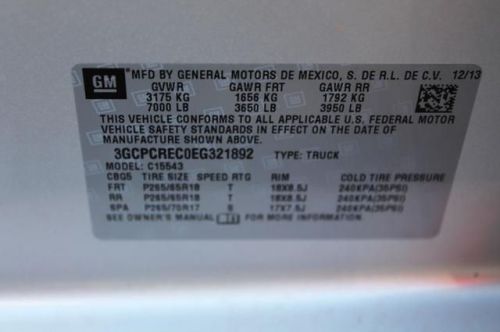 GM
MFD BY GENERAL MOTORS DE MEXICO, S. DE R.L. DE C.V. 12/13
GVWR GAWR FRT GAWR RR
3175 KG 1656 KG 1792 KG
7000 LB 3650 LB 3950 LB
THIS VEHICLE CONFORMS TO ALL APPLICABLE U.S. FEDERAL MOTOR
VEHICLE SAFETY STANDARDS IN EFFECT ON THE DATE OF
MANUFACTURE SHOWN ABOVE.
3GCPCREC0EG321892 TYPE: TRUCK
MODEL: C15543
CBG5 TIRE SIZE SPEED RTG RIM COLD TIRE PRESSURE
FRT P265/65R18 T 18X8.5J 240KPA(35PSI)
RR P265/65R18 T 18X8.5J 240KPA(35PSI)
SPA P265/70R17 S 17X7.5J 240KPA(35PSI)
SEE OWNER'S MANUAL